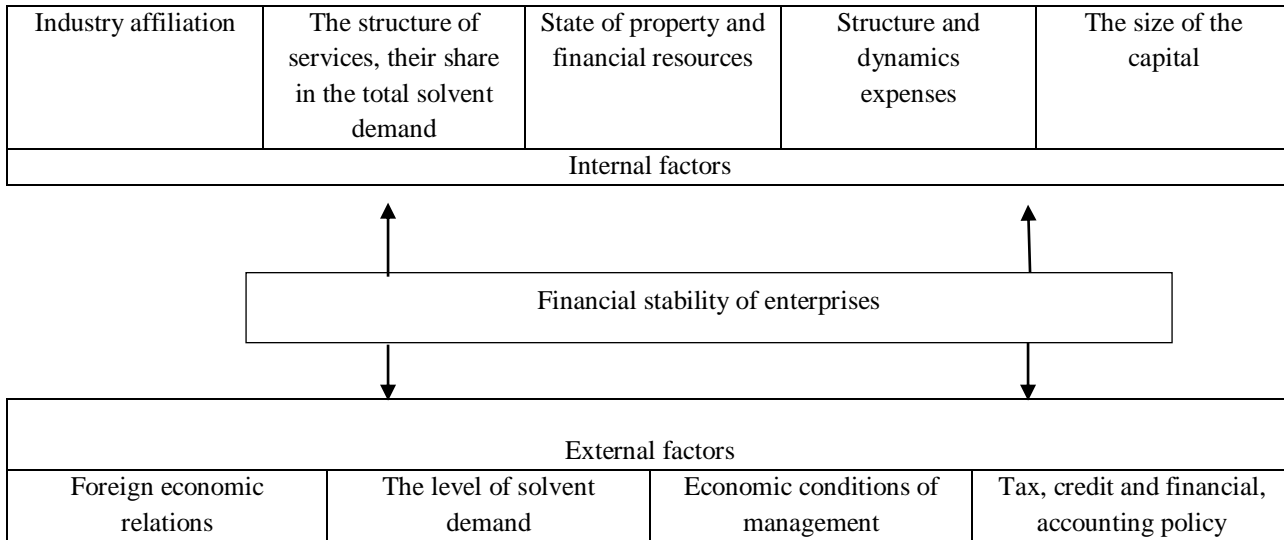 Industry affiliation
The structure of
services, their share
in the total solvent
demand
State of property and
financial resources
Structure and
dynamics
expenses
The size of the
capital
Internal factors
Financial stability of enterprises
External factors
Foreign economic
relations
The level of solvent
demand
Economic conditions of
management
Tax, credit and financial,
accounting policy